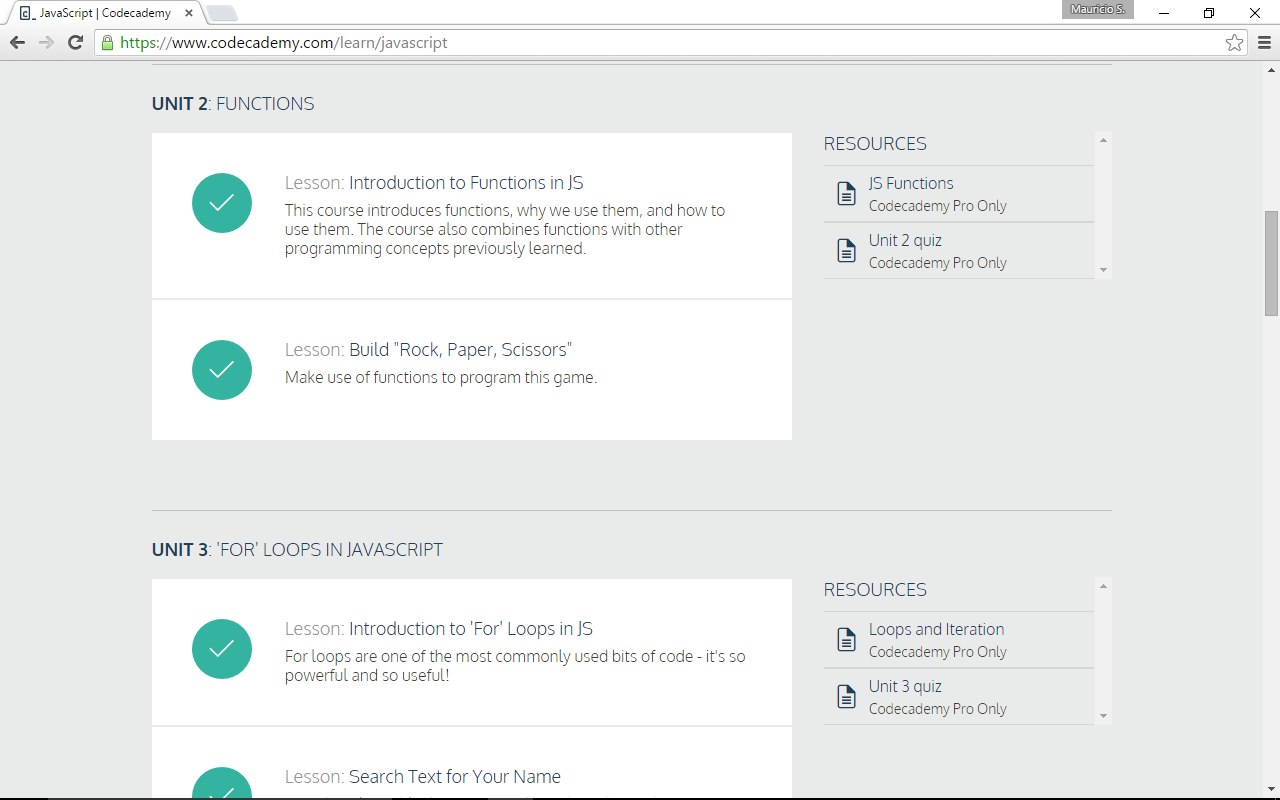 JavaScript | Codecademy
Mauricio S.
https://www.codecademy.com/learn/javascript
UNIT 2: FUNCTIONS
Lesson: Introduction to Functions in JS
This course introduces functions, why we use them, and how to
use them. The course also combines functions with other
programming concepts previously learned.
Lesson: Build "Rock, Paper, Scissors"
Make use of functions to program this game.
RESOURCES
JS Functions
Codecademy Pro Only
Unit 2 quiz
Codecademy Pro Only
UNIT 3: 'FOR' LOOPS IN JAVASCRIPT
Lesson: Introduction to 'For' Loops in JS
For loops are one of the most commonly used bits of code - it's so
powerful and so useful!
Lesson: Search Text for Your Name
RESOURCES
Loops and Iteration
Codecademy Pro Only
Unit 3 quiz
Codecademy Pro Only